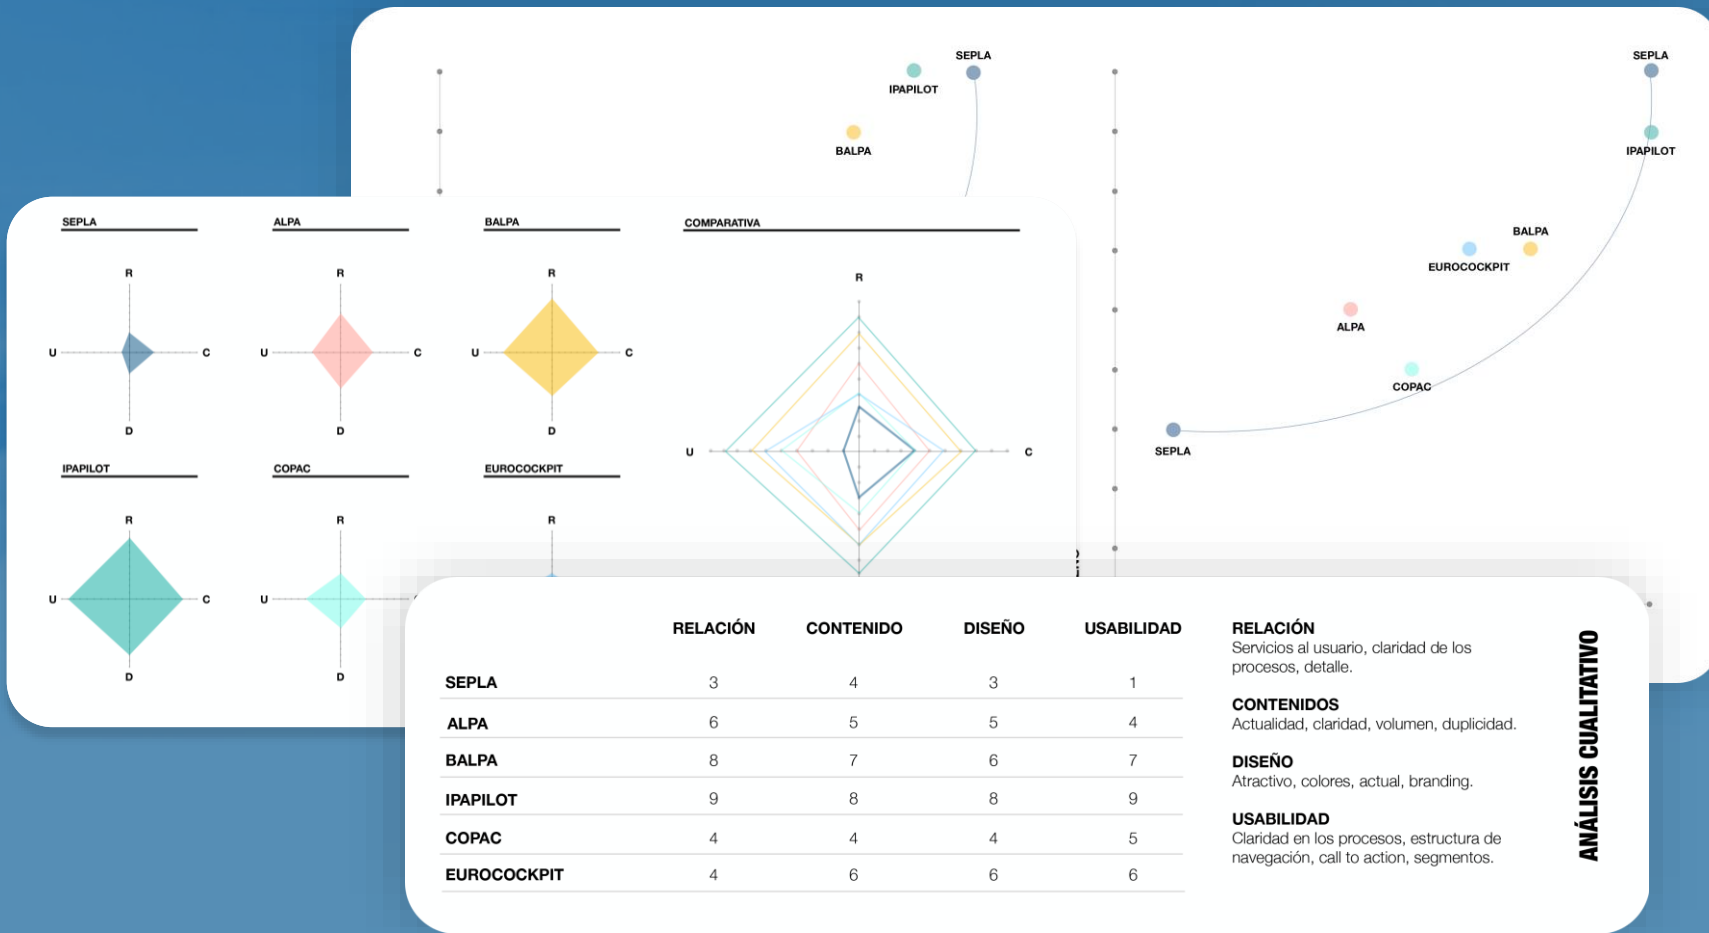 SEPLA
IPAPILOT
BALPA
SEPLA
IPAPILOT
BALPA
EUROCOCKPIT
ALPA
COPAC
SEPLA
SEPLA
R
U C
D
ALPA
R
U C
D
BALPA
R
U C
D
COMPARATIVA
R
U C
IPAPILOT
R
U C
D
COPAC
R
U
D
EUROCOCKPIT
R
RELACIÓN CONTENIDO DISEÑO USABILIDAD
SEPLA 3 4 3 1
ALPA 6 5 5 4
BALPA 8 7 6 7
IPAPILOT 9 8 8 9
COPAC 4 4 4 5
EUROCOCKPIT 4 6 6 6
RELACIÓN
Servicios al usuario, claridad de los
procesos, detalle.
CONTENIDOS
Actualidad, claridad, volumen, duplicidad.
DISEÑO
Atractivo, colores, actual, branding.
USABILIDAD
Claridad en los procesos, estructura de
navegación, call to action, segmentos.
ANÁLISIS CUALITATIVO